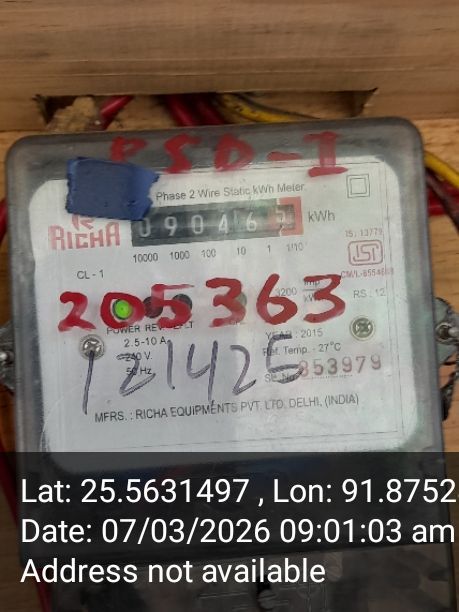 PSD-I
Phase 2 Wire Static kWh Meter
RICHA
09046 kWh
IS: 13779
10000 1000 100 10 1 1/10
CL - 1
3200 imp
RS : 12
205363
POWER REV
2.5-10 A
YEAR : 2015
240 V.
Ref. Temp. - 27°C
50 Hz
121425
853979
MFRS. : RICHA EQUIPMENTS PVT. LTD. DELHI, (INDIA)
Lat: 25.5631497 , Lon: 91.8752
Date: 07/03/2026 09:01:03 am
Address not available